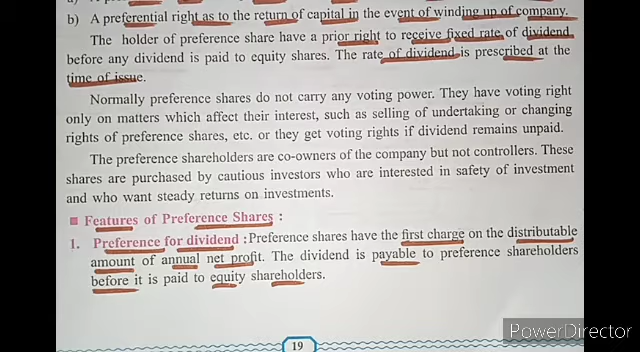 b) A preferential right as to the return of capital in the event of winding up of company.
The holder of preference share have a prior right to receive fixed rate of dividend
before any dividend is paid to equity shares. The rate of dividend is prescribed at the
time of issue.
Normally preference shares do not carry any voting power. They have voting right
only on matters which affect their interest, such as selling of undertaking or changing
rights of preference shares, etc. or they get voting rights if dividend remains unpaid.
The preference shareholders are co-owners of the company but not controllers. These
shares are purchased by cautious investors who are interested in safety of investment
and who want steady returns on investments.
■ Features of Preference Shares :
1. Preference for dividend : Preference shares have the first charge on the distributable
amount of annual net profit. The dividend is payable to preference shareholders
before it is paid to equity shareholders.
19
PowerDirector